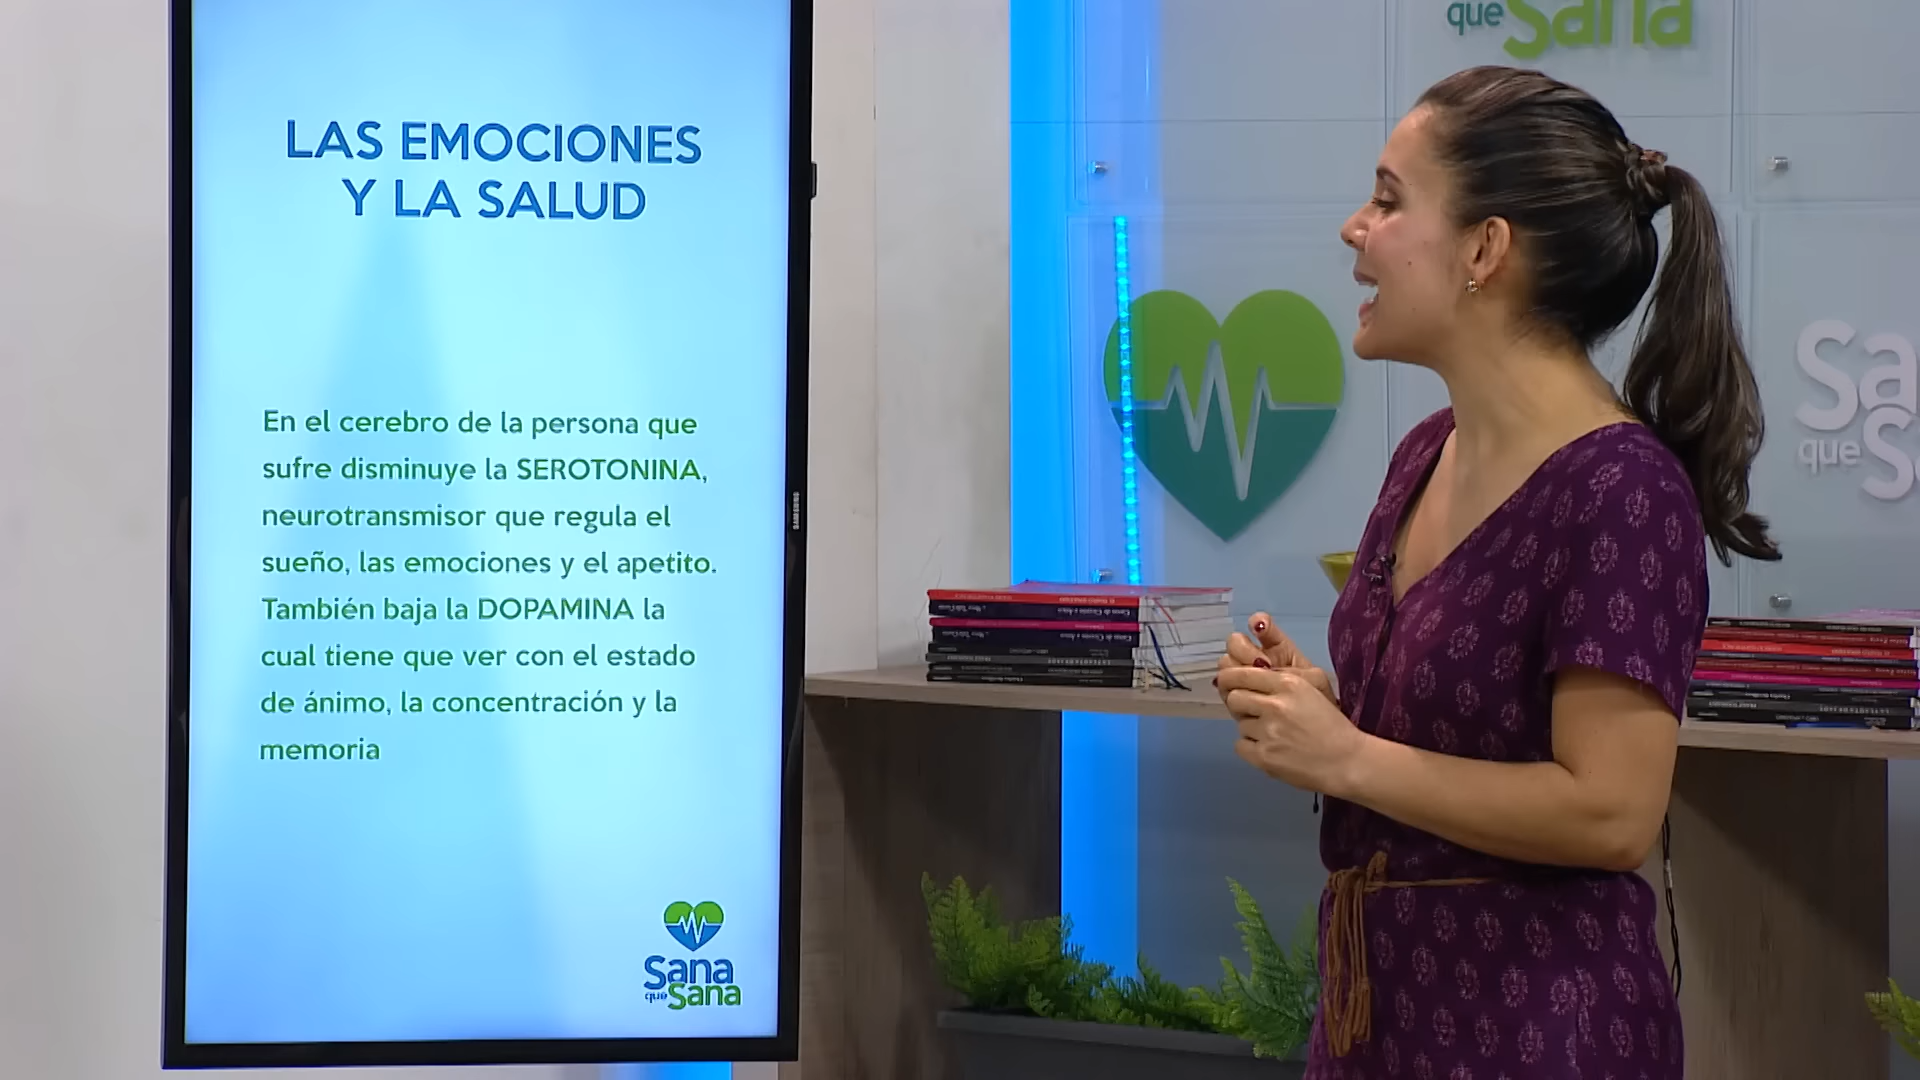 LAS EMOCIONES
Y LA SALUD
En el cerebro de la persona que
sufre disminuye la SEROTONINA,
neurotransmisor que regula el
sueño, las emociones y el apetito.
También baja la DOPAMINA la
cual tiene que ver con el estado
de ánimo, la concentración y la
memoria
Sana
que Sana
SAMSUNG
que Sana
Sa
que S